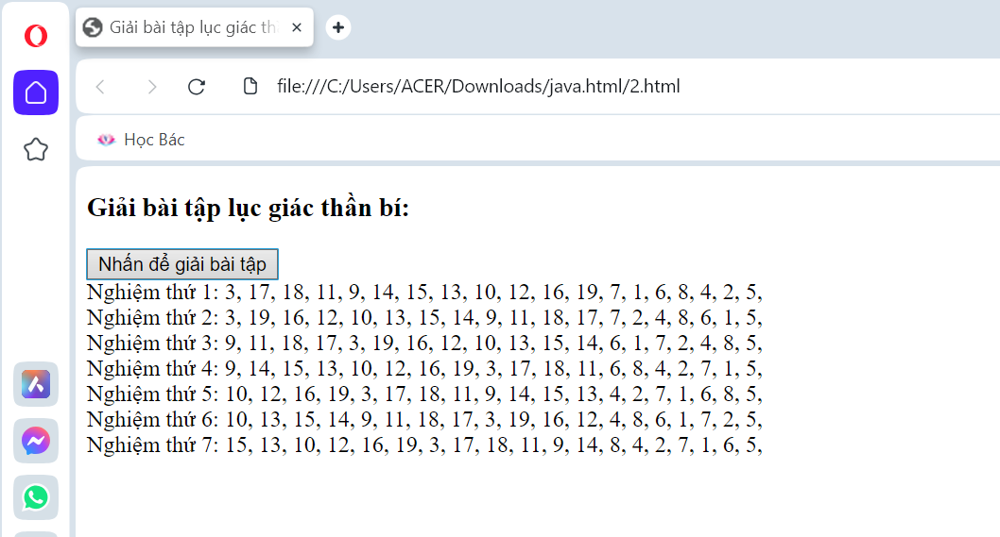 Giải bài tập lục giác th
file:///C:/Users/ACER/Downloads/java.html/2.html
Học Bác
Giải bài tập lục giác thần bí:
Nhấn để giải bài tập
Nghiệm thứ 1: 3, 17, 18, 11, 9, 14, 15, 13, 10, 12, 16, 19, 7, 1, 6, 8, 4, 2, 5,
Nghiệm thứ 2: 3, 19, 16, 12, 10, 13, 15, 14, 9, 11, 18, 17, 7, 2, 4, 8, 6, 1, 5,
Nghiệm thứ 3: 9, 11, 18, 17, 3, 19, 16, 12, 10, 13, 15, 14, 6, 1, 7, 2, 4, 8, 5,
Nghiệm thứ 4: 9, 14, 15, 13, 10, 12, 16, 19, 3, 17, 18, 11, 6, 8, 4, 2, 7, 1, 5,
Nghiệm thứ 5: 10, 12, 16, 19, 3, 17, 18, 11, 9, 14, 15, 13, 4, 2, 7, 1, 6, 8, 5,
Nghiệm thứ 6: 10, 13, 15, 14, 9, 11, 18, 17, 3, 19, 16, 12, 4, 8, 6, 1, 7, 2, 5,
Nghiệm thứ 7: 15, 13, 10, 12, 16, 19, 3, 17, 18, 11, 9, 14, 8, 4, 2, 7, 1, 6, 5,